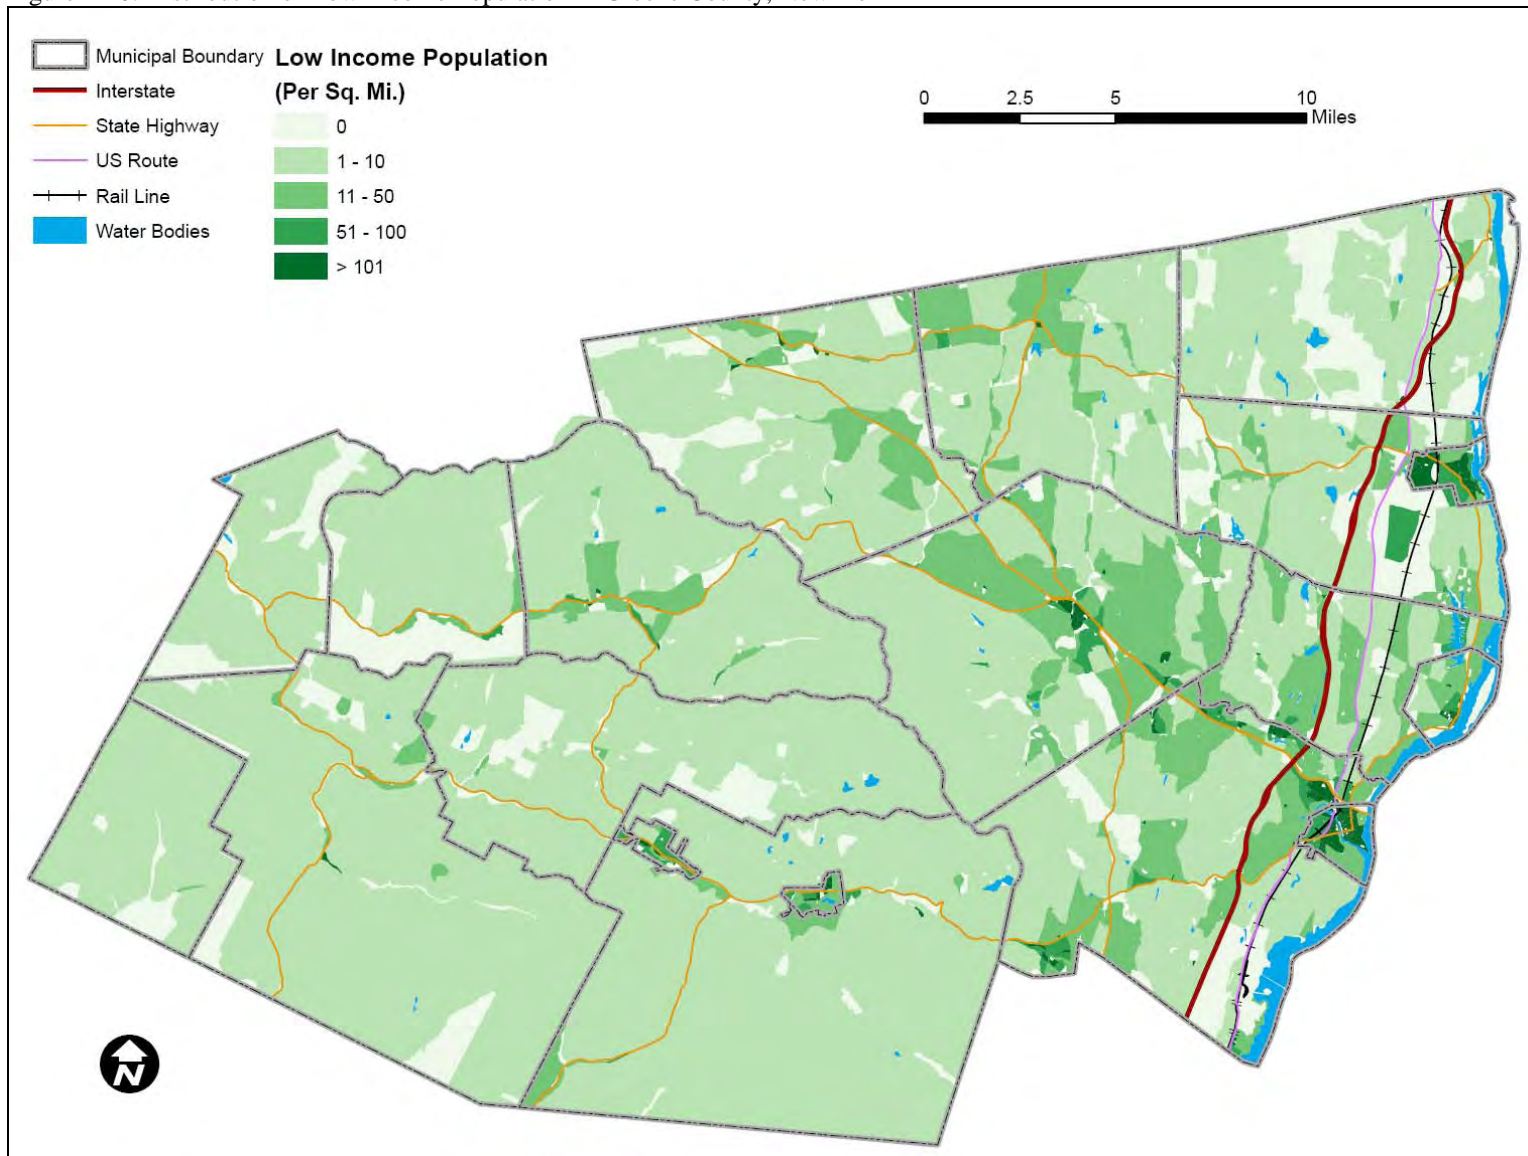 Municipal Boundary
Interstate
State Highway
US Route
Rail Line
Water Bodies
Low Income Population
(Per Sq. Mi.)
0
1 - 10
11 - 50
51 - 100
> 101
0 2.5 5 10
Miles
N